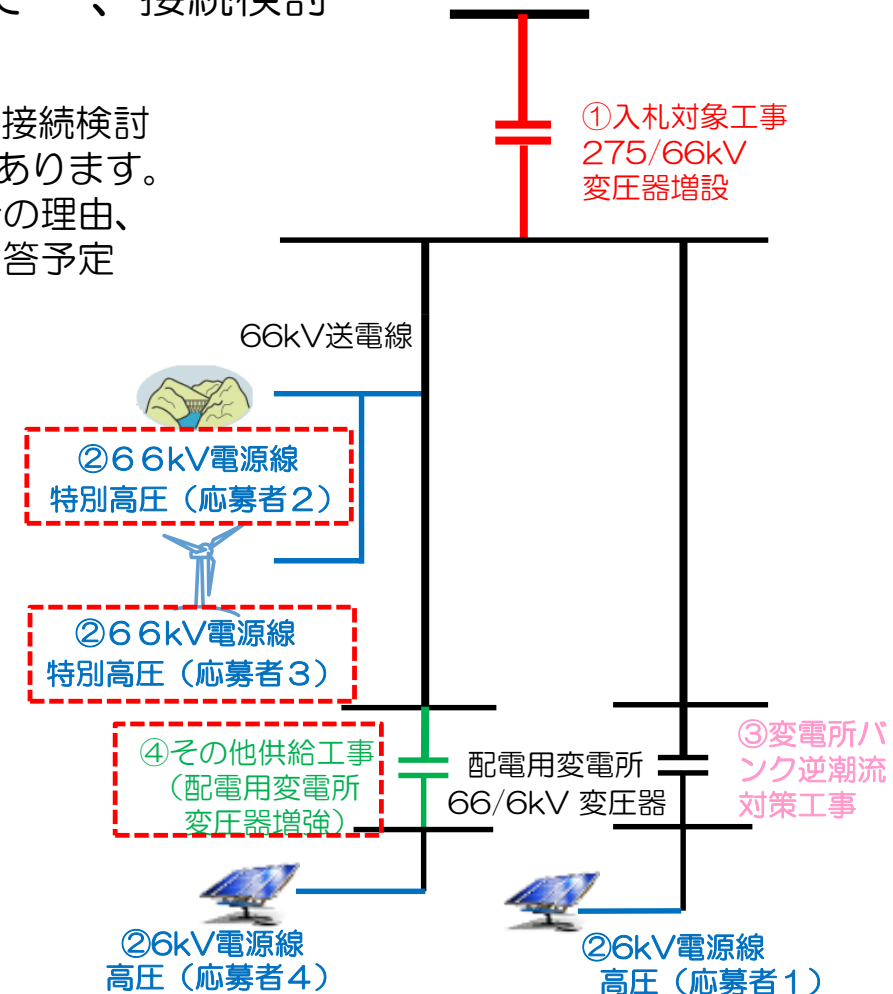 、接続検討
接続検討
あります。
の理由、
答予定
①入札対象工事
275/66kV
変圧器増設
66kV送電線
②66kV電源線
特別高圧（応募者2）
②66kV電源線
特別高圧（応募者3）
④その他供給工事
（配電用変電所
変圧器増強）
配電用変電所
66/6kV 変圧器
③変電所バ
ンク逆潮流
対策工事
②6kV電源線
高圧（応募者4）
②6kV電源線
高圧（応募者1）